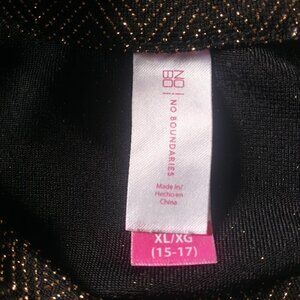 NO
BO
NO BOUNDARIES
Made in/
Hecho en
China
XL/XG
(15-17)